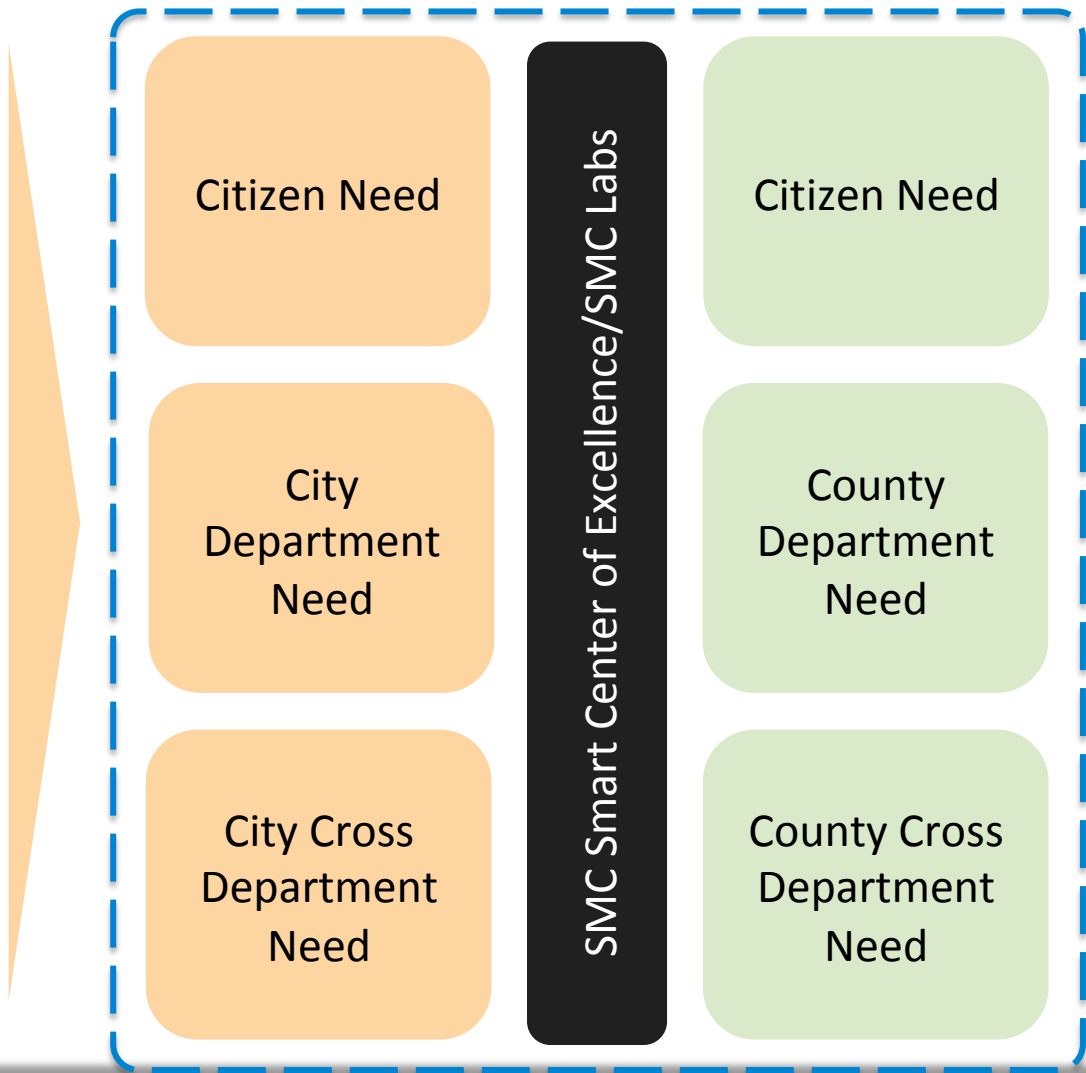 Citizen Need
City
Department
Need
City Cross
Department
Need
SMC Smart Center of Excellence/SMC Labs
Citizen Need
County
Department
Need
County Cross
Department
Need